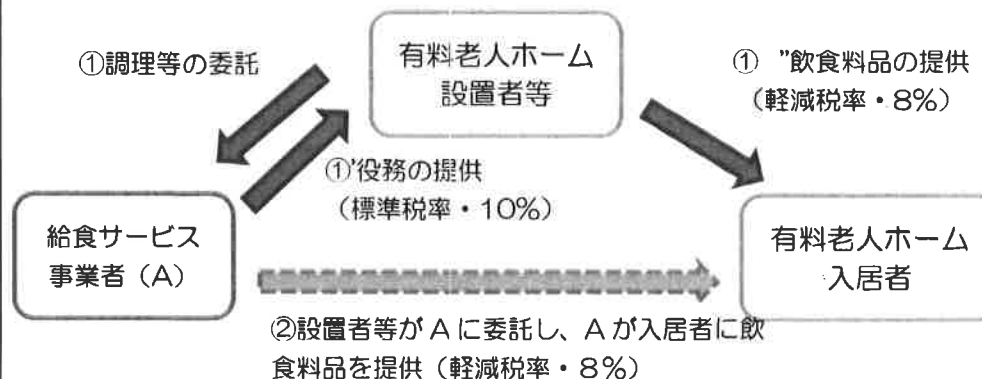 ①調理等の委託
有料老人ホーム
設置者等
① ”飲食料品の提供
（軽減税率・8％）
①’役務の提供
（標準税率・10％）
給食サービス
事業者（A）
有料老人ホーム
入居者
②設置者等がAに委託し、Aが入居者に飲
食料品を提供（軽減税率・8％）